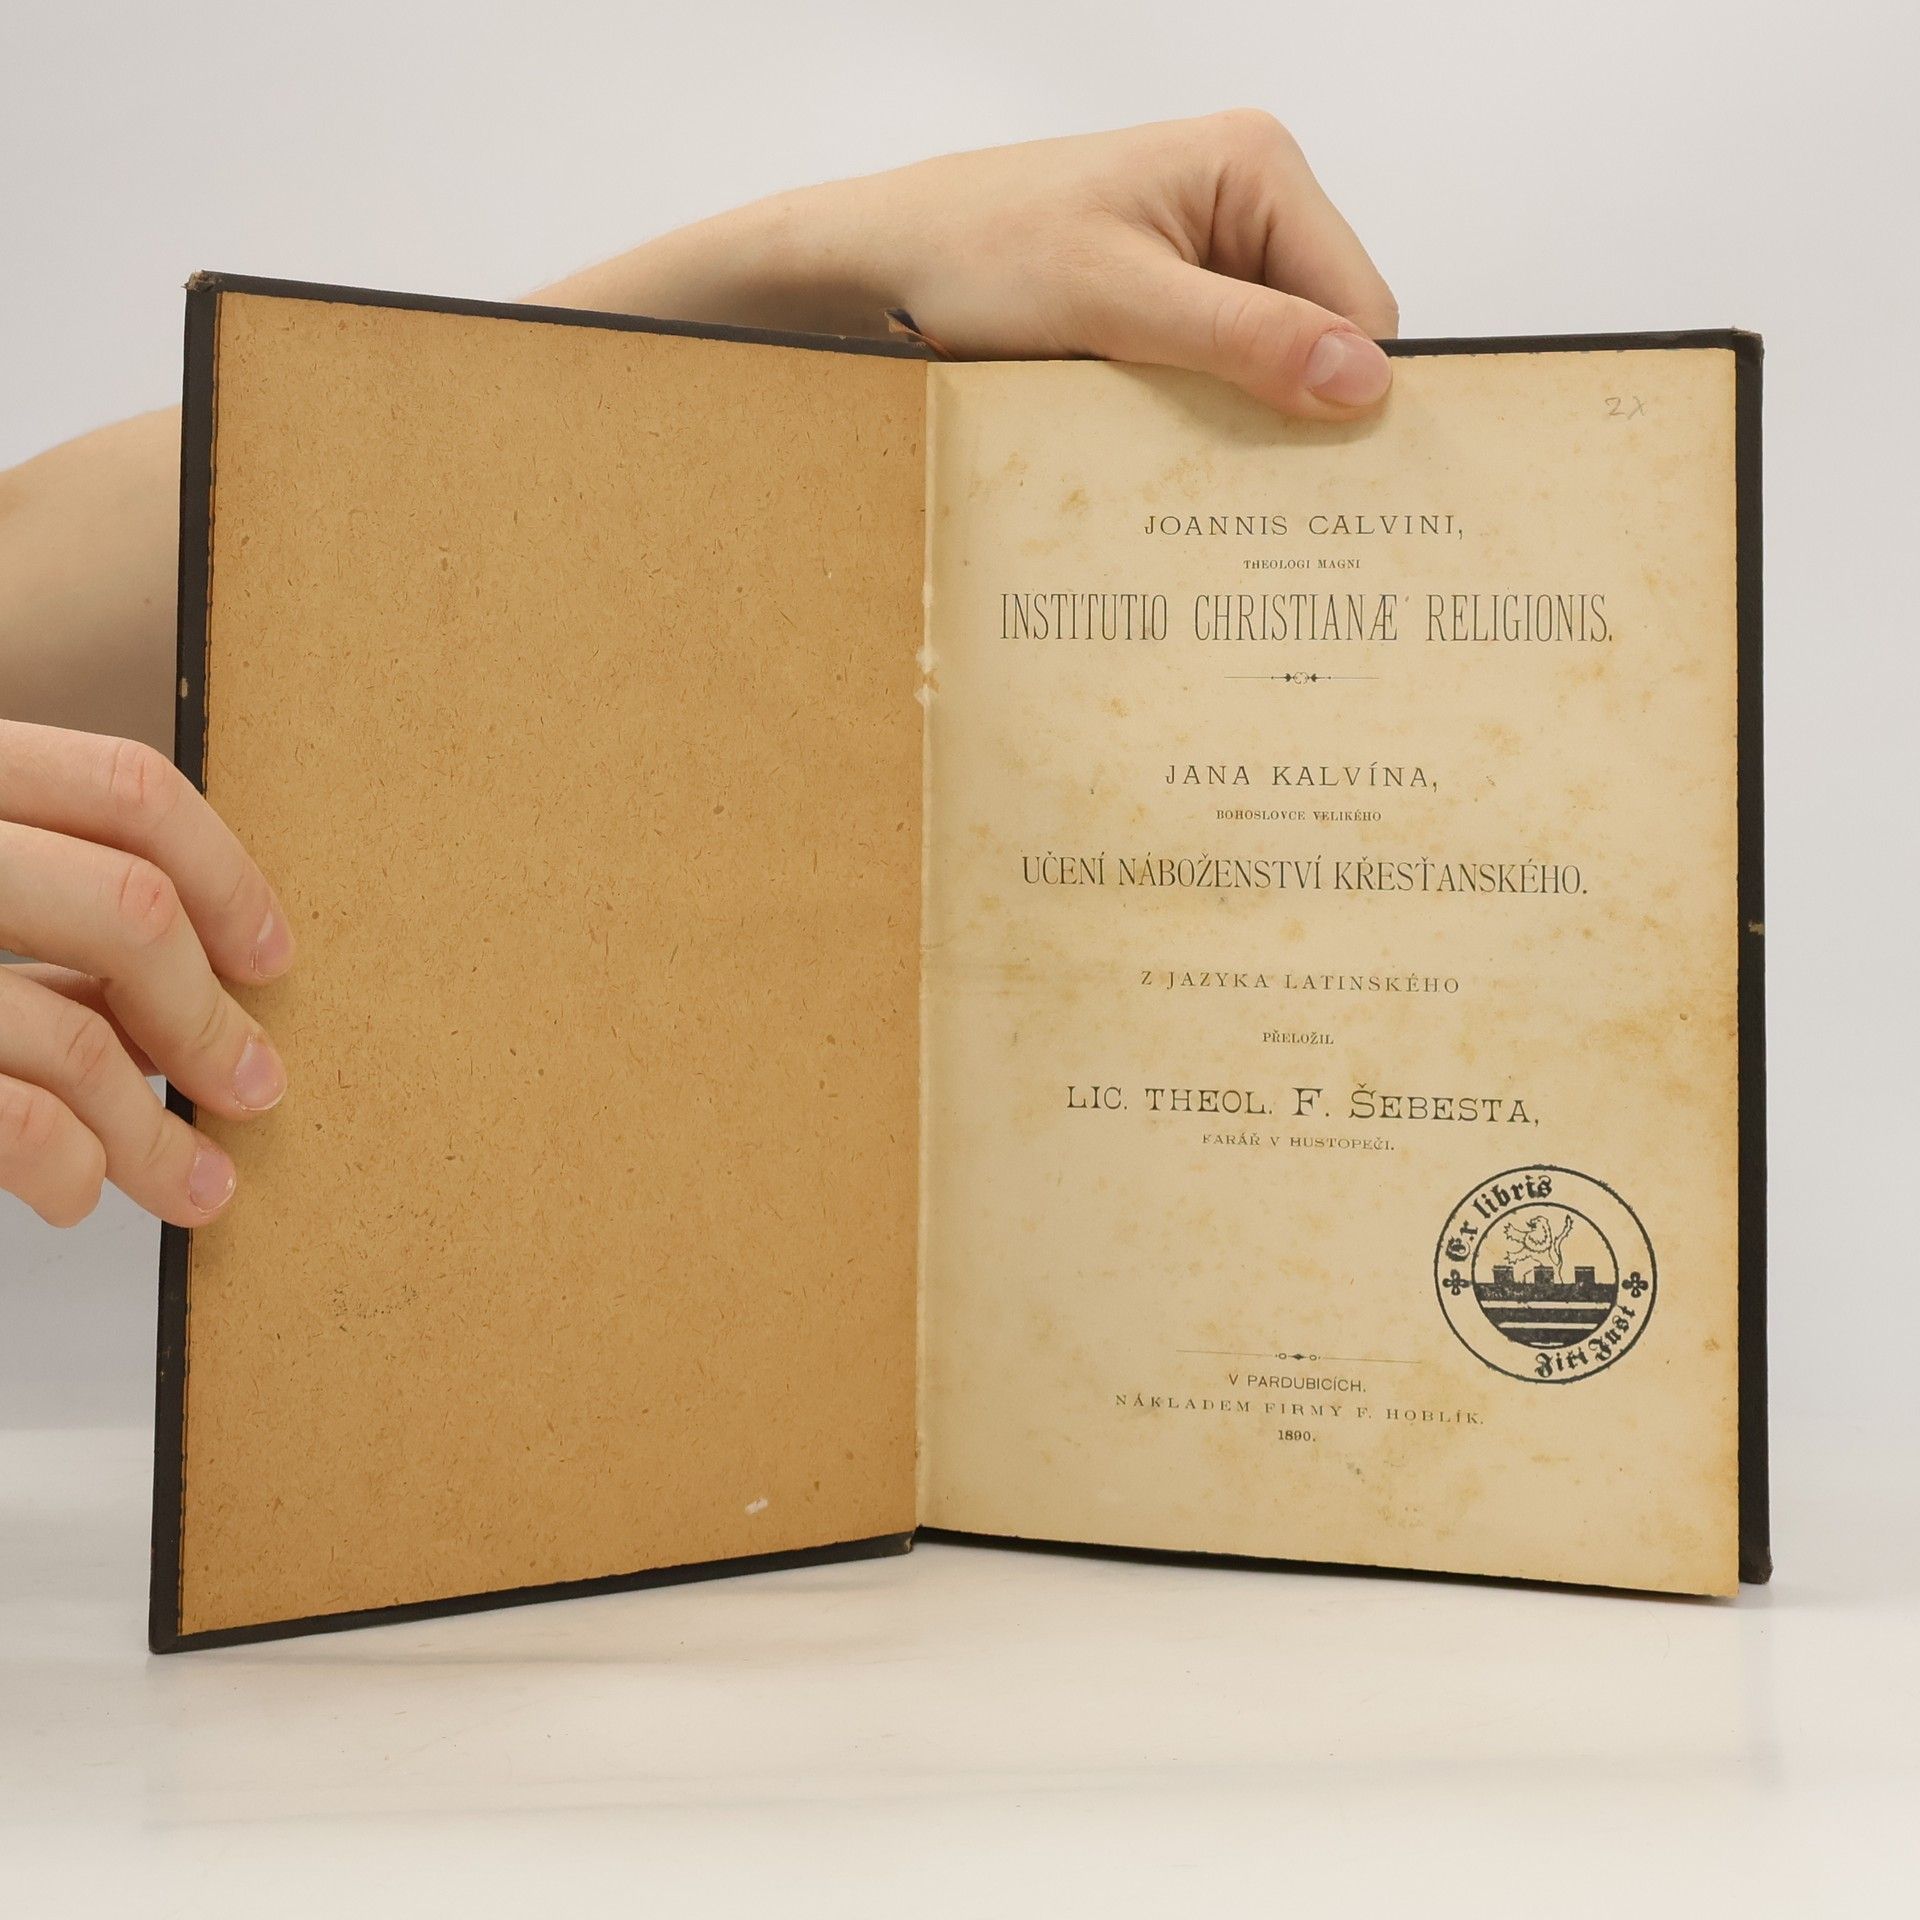 2X
JOANNIS CALVINI,
THEOLOGI MAGNI
INSTITUTIO CHRISTIANÆ RELIGIONIS.
JANA KALVÍNA,
BOHOSLOVCE VELIKÉHO
UČENÍ NÁBOŽENSTVÍ KŘESŤANSKÉHO.
Z JAZYKA LATINSKÉHO
PŘELOŽIL
LIC. THEOL. F. ŠEBESTA,
FARÁŘ V HUSTOPEČI.
Ex libris
Jiří Just
V PARDUBICÍCH.
NÁKLADEM FIRMY F. HOBLÍK.
1890.